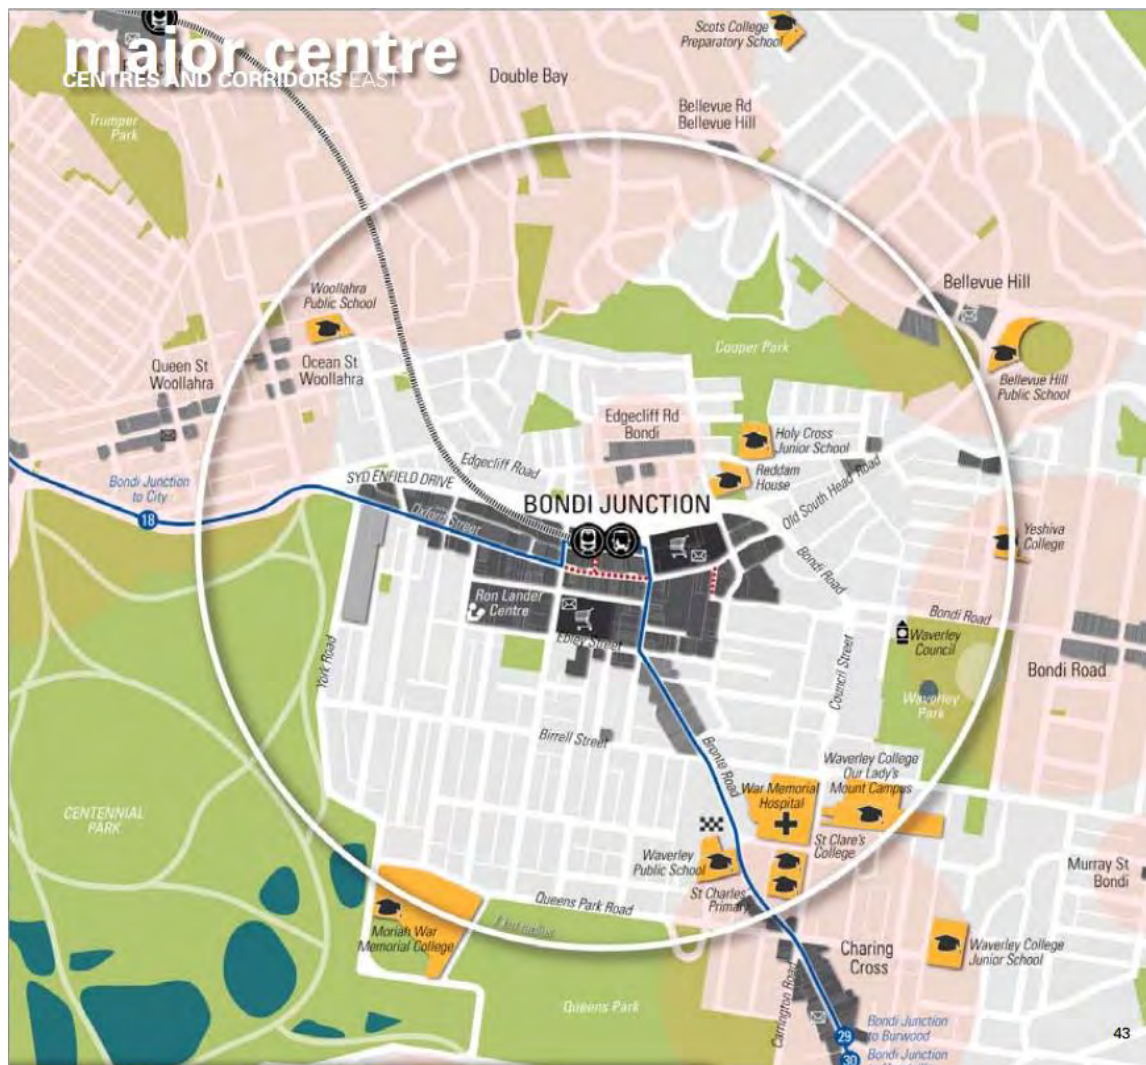 major centre
CENTRES AND CORRIDORS EAST
Scots College
Preparatory School
Double Bay
Trumper
Park
Bellevue Rd
Bellevue Hill
Woollahra
Public School
Bellevue Hill
Cooper Park
Queen St
Woollahra
Ocean St
Woollahra
Bellevue Hill
Public School
Edgecliff Rd
Bondi
Holy Cross
Junior School
Edgecliff Road
Reddam
House
Bondi Junction
to City
18
SYD ENFIELD DRIVE
BONDI JUNCTION
Old South Head Road
Oxford Street
Yeshiva
College
Bondi Road
Ron Lander
Centre
Bondi Road
Ebley Street
Waverley
Council
York Road
Council Street
Bondi Road
Waverley
Park
Birrell Street
Bronte Road
Waverley College
Our Lady's
Mount Campus
War Memorial
Hospital
CENTENNIAL
PARK
St Clare's
College
Waverley
Public School
Murray St
Bondi
St Charles
Primary
Queens Park Road
Moriah War
Memorial College
Charing
Cross
Waverley College
Junior School
Queens Park
Carrington Road
29
Bondi Junction
to Burwood
30
Bondi Junction
43